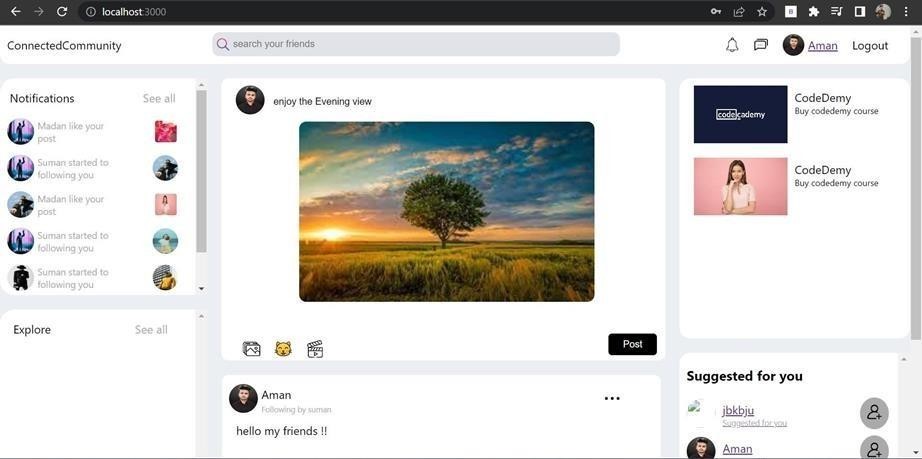 localhost:3000
B
ConnectedCommunity
search your friends
Aman
Logout
Notifications
See all
Madan like your
post
Suman started to
following you
Madan like your
post
Suman started to
following you
Suman started to
following you
Explore
See all
enjoy the Evening view
Post
Aman
Following by suman
hello my friends !!
codecademy
CodeDemy
Buy codedemy course
CodeDemy
Buy codedemy course
Suggested for you
jbkbju
Suggested for you
Aman